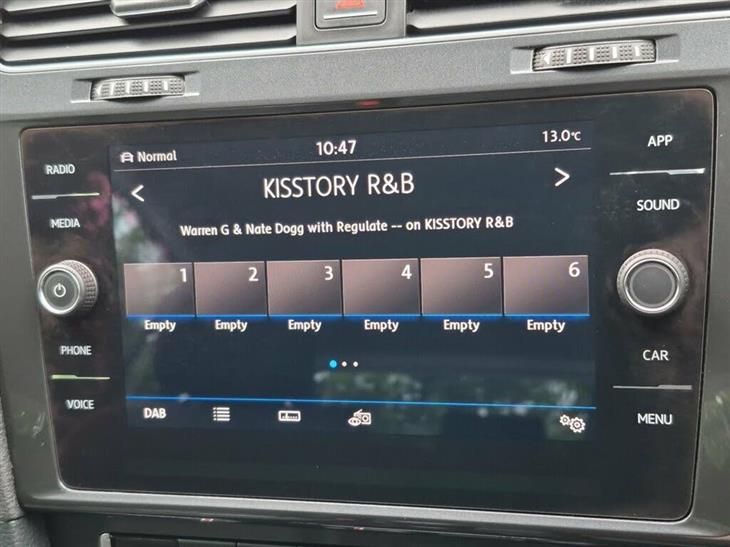 Normal 10:47 13.0°C
< KISSTORY R&B >
Warren G & Nate Dogg with Regulate -- on KISSTORY R&B
1 2 3 4 5 6
Empty Empty Empty Empty Empty Empty
DAB
RADIO
MEDIA
PHONE
VOICE
APP
SOUND
CAR
MENU